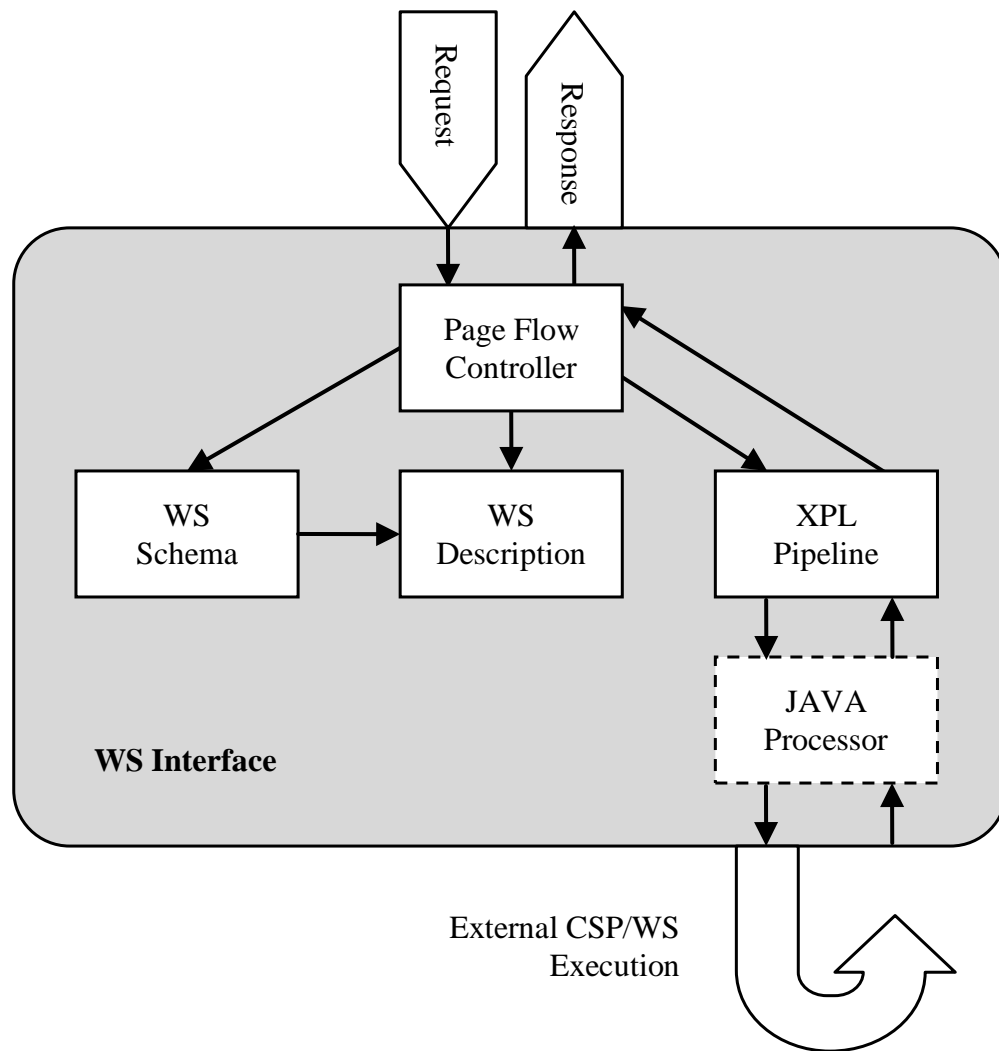 Request
Response
Page Flow
Controller
WS
Schema
WS
Description
XPL
Pipeline
JAVA
Processor
WS Interface
External CSP/WS
Execution